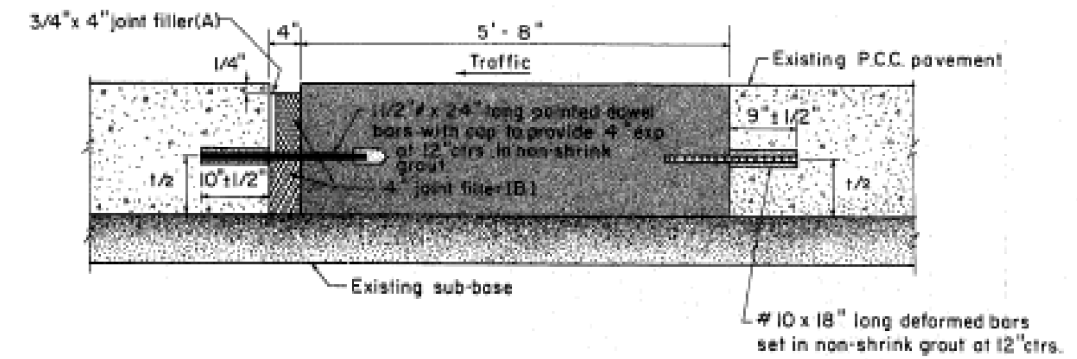 3/4" x 4" joint filler(A)
4"
5' - 8"
1/4"
Traffic
Existing P.C.C. pavement
1 1/2" ø x 24" long painted dowel
bars with cap to provide 4" exp
at 12" ctrs. in non-shrink
grout
9" ± 1/2"
t/2
10" ± 1/2"
4" joint filler (B)
t/2
Existing sub-base
# 10 x 18" long deformed bars
set in non-shrink grout at 12" ctrs.